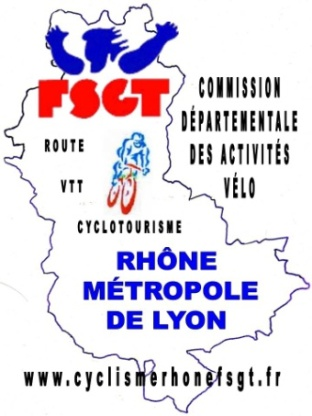 FSGT
COMMISSION
DÉPARTEMENTALE
DES ACTIVITÉS
VÉLO
ROUTE
VTT
CYCLOTOURISME
RHÔNE
MÉTROPOLE
DE LYON
www.cyclismerhonefsgt.fr